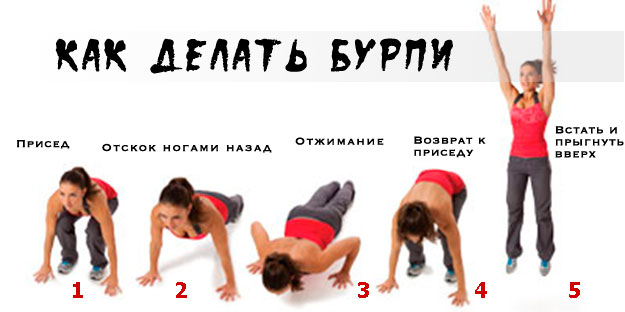 КАК ДЕЛАТЬ БУРПИ
Присед
Отскок ногами назад
Отжимание
Возврат к
приседу
Встать и
прыгнуть
вверх
1
2
3
4
5